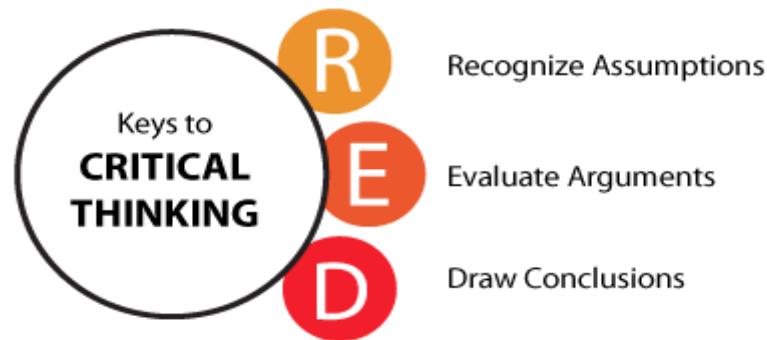 Keys to
CRITICAL
THINKING
R
Recognize Assumptions
E
Evaluate Arguments
D
Draw Conclusions